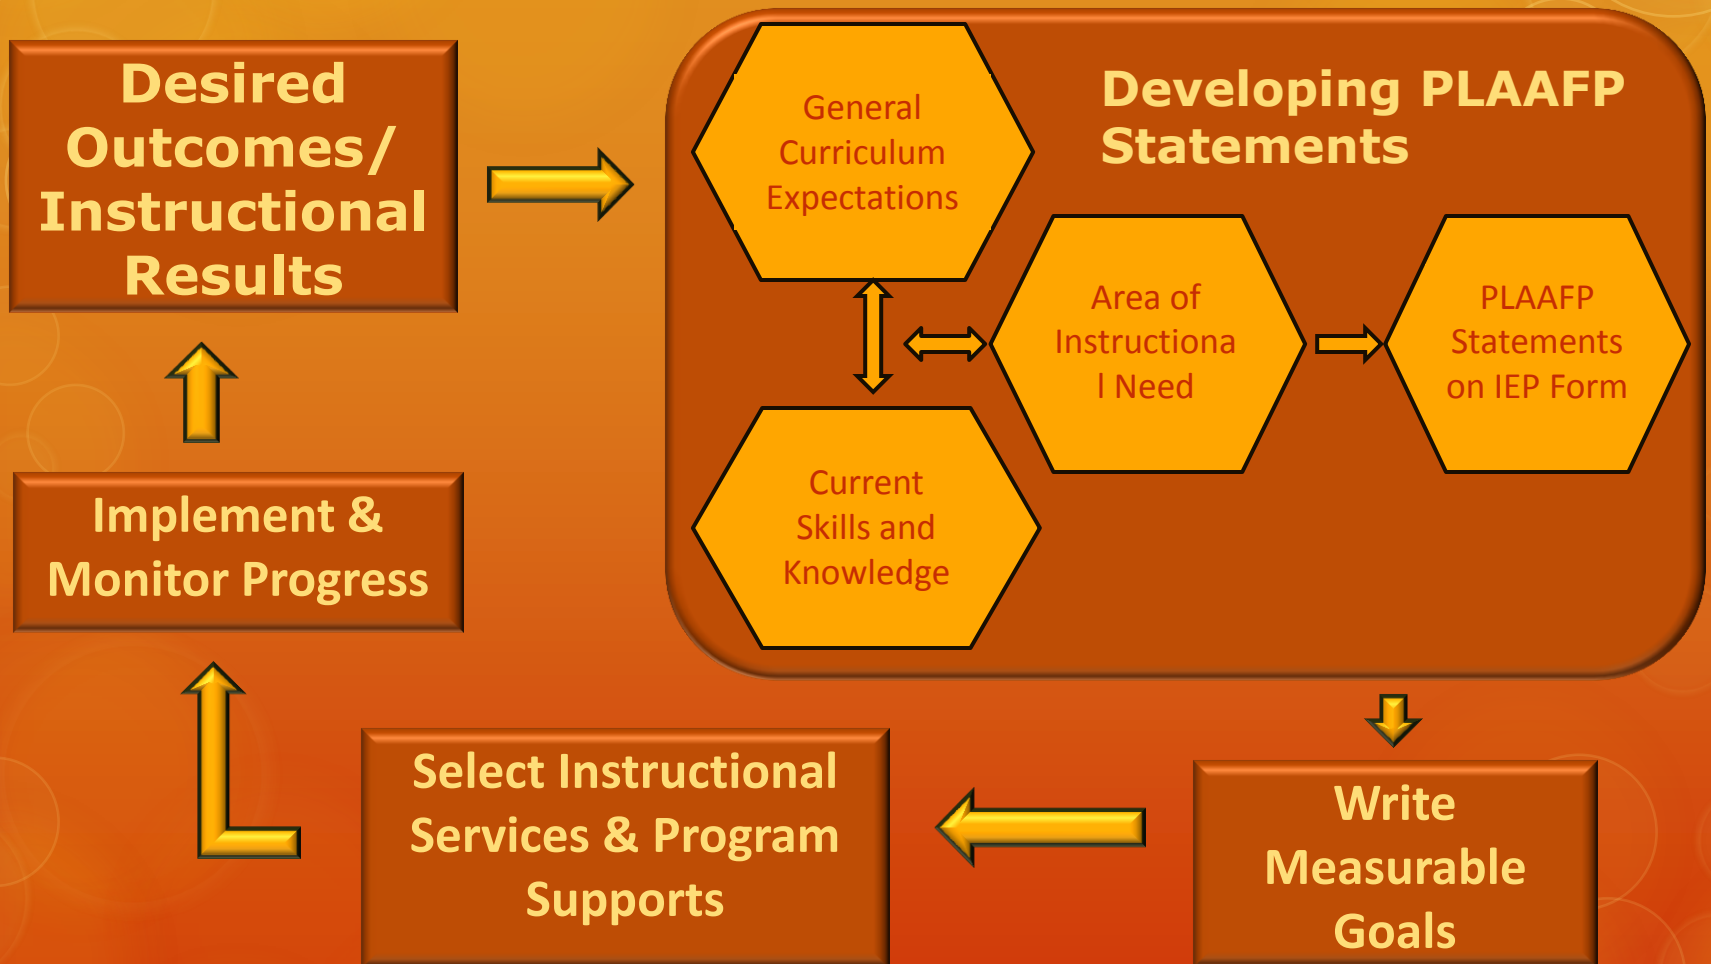 Desired
Outcomes/
Instructional
Results
Developing PLAAFP
Statements
General
Curriculum
Expectations
Area of
Instructiona
l Need
PLAAFP
Statements
on IEP Form
Current
Skills and
Knowledge
Implement &
Monitor Progress
Select Instructional
Services & Program
Supports
Write
Measurable
Goals